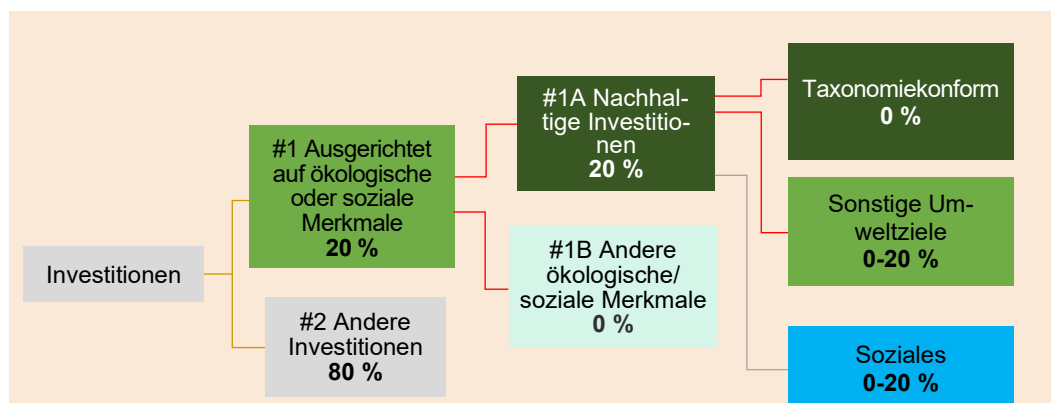 Investitionen
#1 Ausgerichtet
auf ökologische
oder soziale
Merkmale
20 %
#2 Andere
Investitionen
80 %
#1A Nachhal-
tige Investitio-
nen
20 %
#1B Andere
ökologische/
soziale Merkmale
0 %
Taxonomiekonform
0 %
Sonstige Um-
weltziele
0-20 %
Soziales
0-20 %